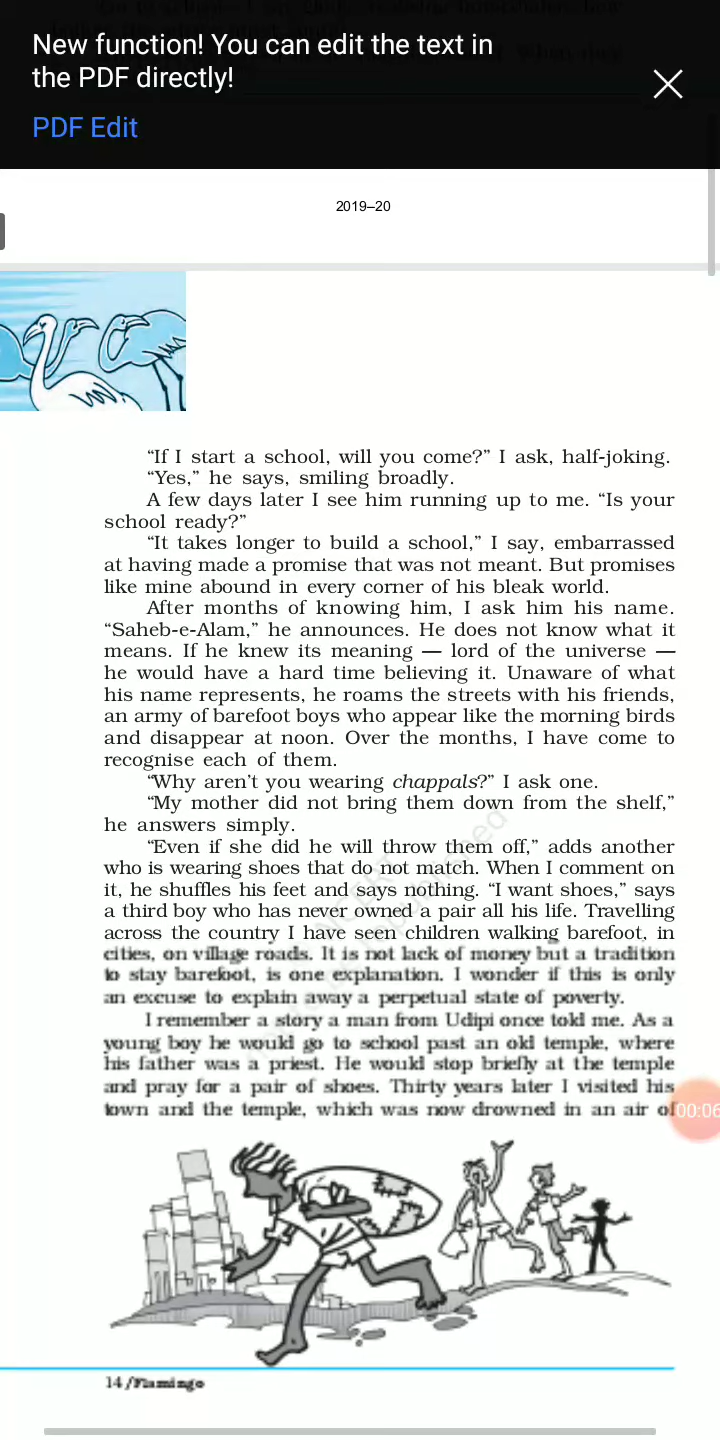 New function! You can edit the text in
the PDF directly!
PDF Edit
2019–20
“If I start a school, will you come?” I ask, half-joking.
“Yes,” he says, smiling broadly.
A few days later I see him running up to me. “Is your
school ready?”
“It takes longer to build a school,” I say, embarrassed
at having made a promise that was not meant. But promises
like mine abound in every corner of his bleak world.
After months of knowing him, I ask him his name.
“Saheb-e-Alam,” he announces. He does not know what it
means. If he knew its meaning — lord of the universe —
he would have a hard time believing it. Unaware of what
his name represents, he roams the streets with his friends,
an army of barefoot boys who appear like the morning birds
and disappear at noon. Over the months, I have come to
recognise each of them.
“Why aren’t you wearing chappals?” I ask one.
“My mother did not bring them down from the shelf,”
he answers simply.
“Even if she did he will throw them off,” adds another
who is wearing shoes that do not match. When I comment on
it, he shuffles his feet and says nothing. “I want shoes,” says
a third boy who has never owned a pair all his life. Travelling
across the country I have seen children walking barefoot, in
cities, on village roads. It is not lack of money but a tradition
to stay barefoot, is one explanation. I wonder if this is only
an excuse to explain away a perpetual state of poverty.
I remember a story a man from Udipi once told me. As a
young boy he would go to school past an old temple, where
his father was a priest. He would stop briefly at the temple
and pray for a pair of shoes. Thirty years later I visited his
town and the temple, which was now drowned in an air of
00:06
14/Flamingo